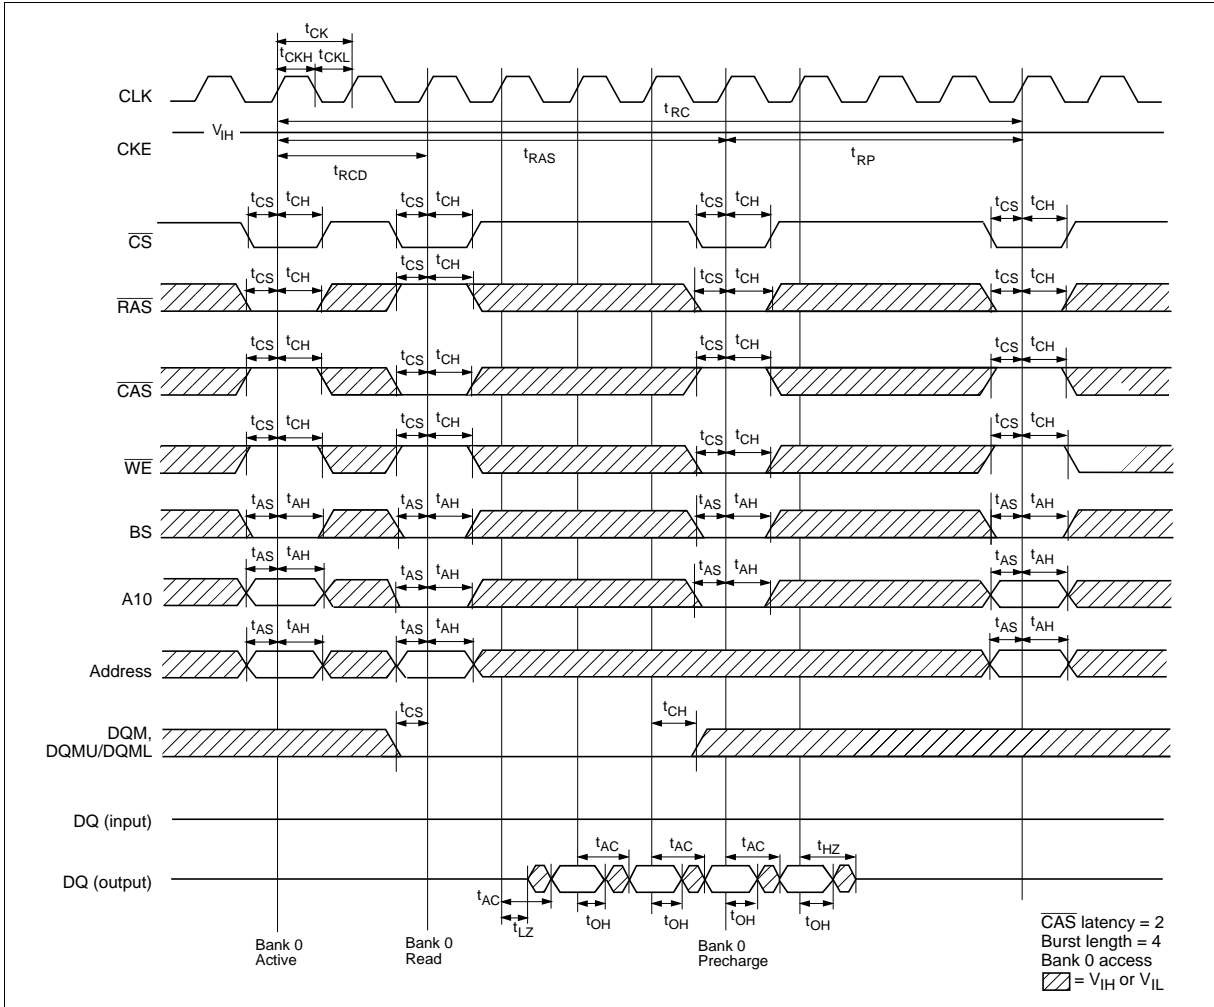 tCK
tCKH tCKL
CLK
tRC
VIH
CKE
tRAS tRP
tRCD
tCS tCH tCS tCH tCS tCH tCS tCH
CS
tCS tCH tCS tCH tCS tCH tCS tCH
RAS
tCS tCH tCS tCH tCS tCH tCS tCH
CAS
tCS tCH tCS tCH tCS tCH tCS tCH
WE
tAS tAH tAS tAH tAS tAH tAS tAH
BS
tAS tAH tAS tAH tAS tAH tAS tAH
A10
tAS tAH tAS tAH tAS tAH
Address
tCS tCH
DQM,
DQMU/DQML
DQ (input)
tAC tAC tAC tHZ
DQ (output)
tAC
tLZ tOH tOH tOH tOH
Bank 0
Active
Bank 0
Read
Bank 0
Precharge
CAS latency = 2
Burst length = 4
Bank 0 access
= VIH or VIL